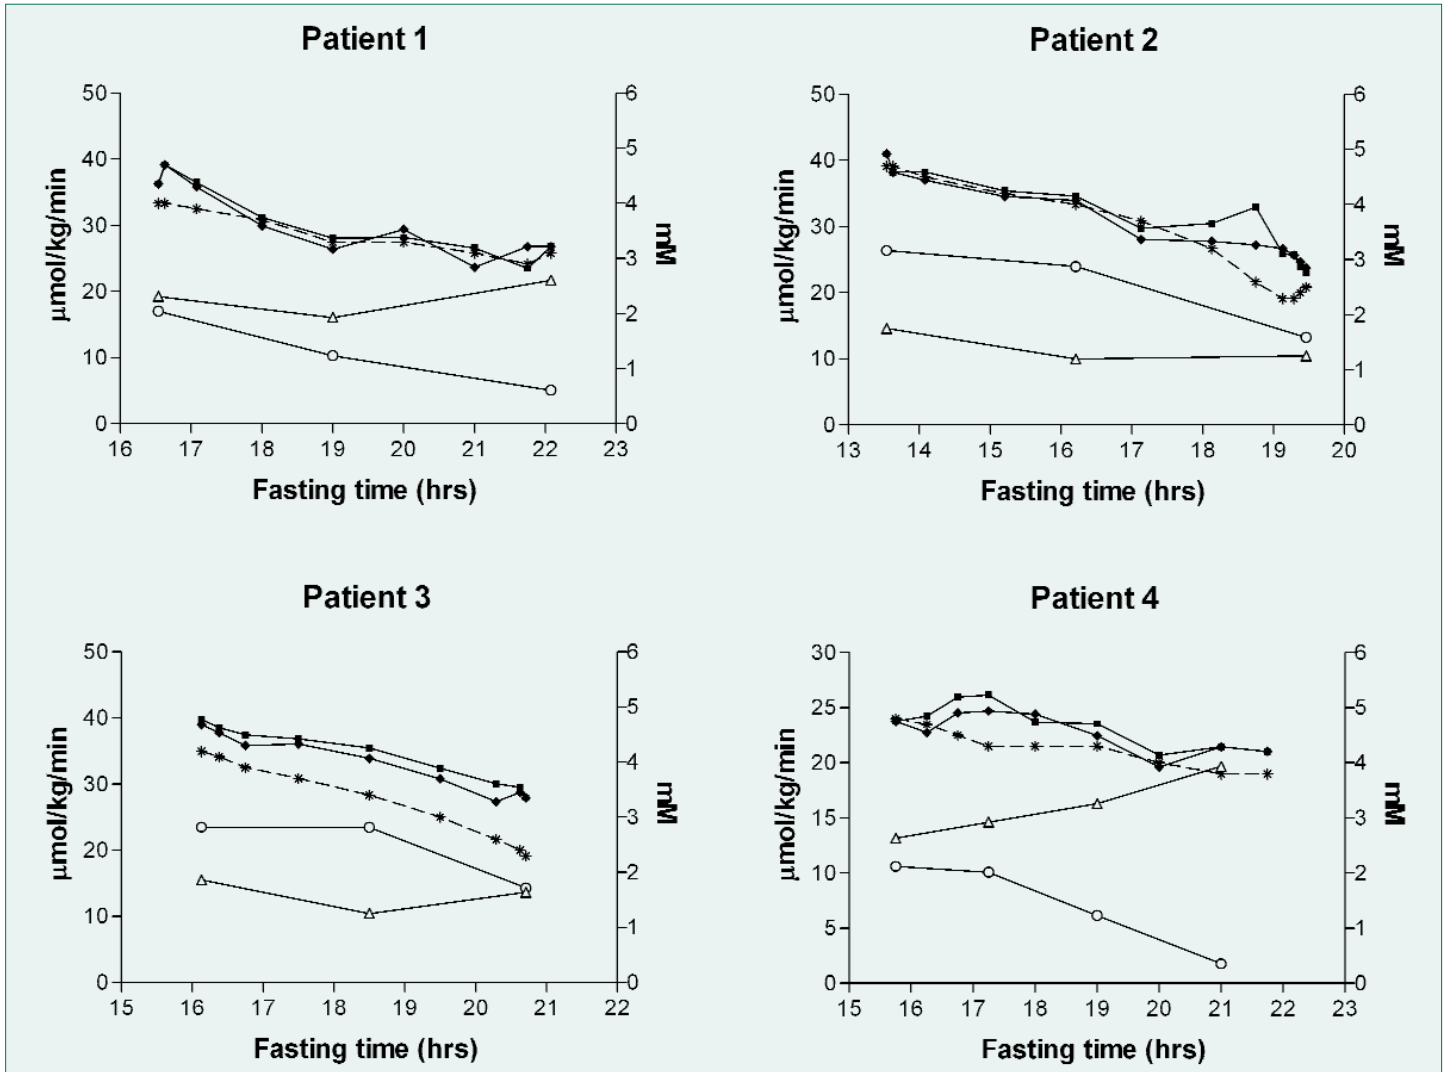 Patient 1
50
40
30
20
10
0
µmol/kg/min
6
5
4
3
2
1
0
mM
16 17 18 19 20 21 22 23
Fasting time (hrs)
Patient 2
50
40
30
20
10
0
µmol/kg/min
6
5
4
3
2
1
0
mM
13 14 15 16 17 18 19 20
Fasting time (hrs)
Patient 3
50
40
30
20
10
0
µmol/kg/min
6
5
4
3
2
1
0
mM
15 16 17 18 19 20 21 22
Fasting time (hrs)
Patient 4
30
25
20
15
10
5
0
µmol/kg/min
6
5
4
3
2
1
0
mM
15 16 17 18 19 20 21 22 23
Fasting time (hrs)